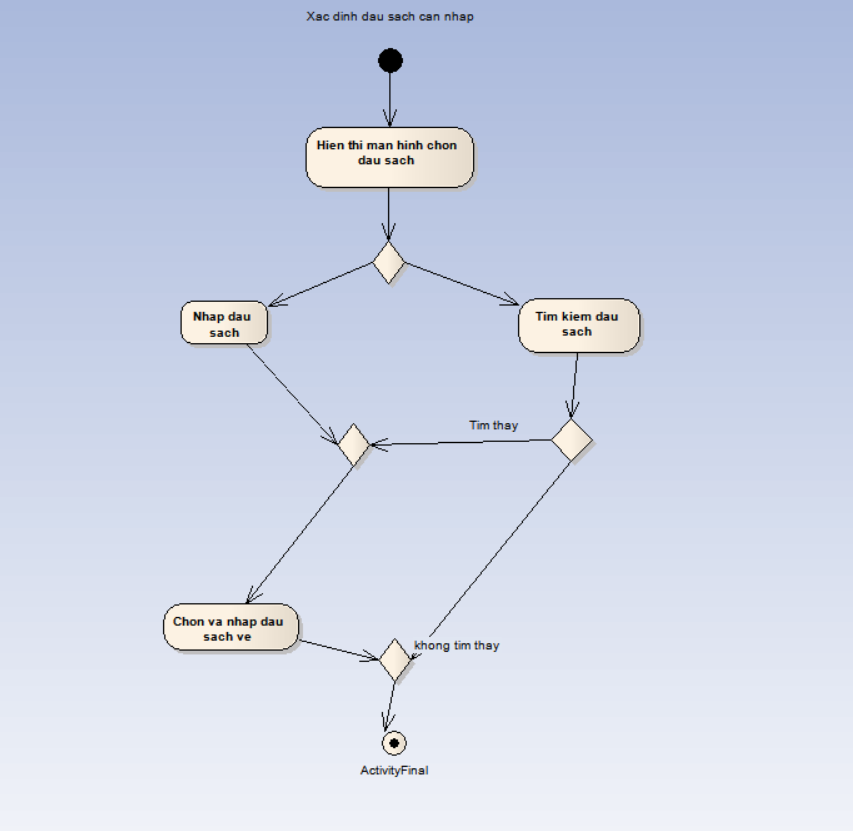 Xac dinh dau sach can nhap
Hien thi man hinh chon
dau sach
Nhap dau
sach
Tim kiem dau
sach
Tim thay
Chon va nhap dau
sach ve
khong tim thay
ActivityFinal